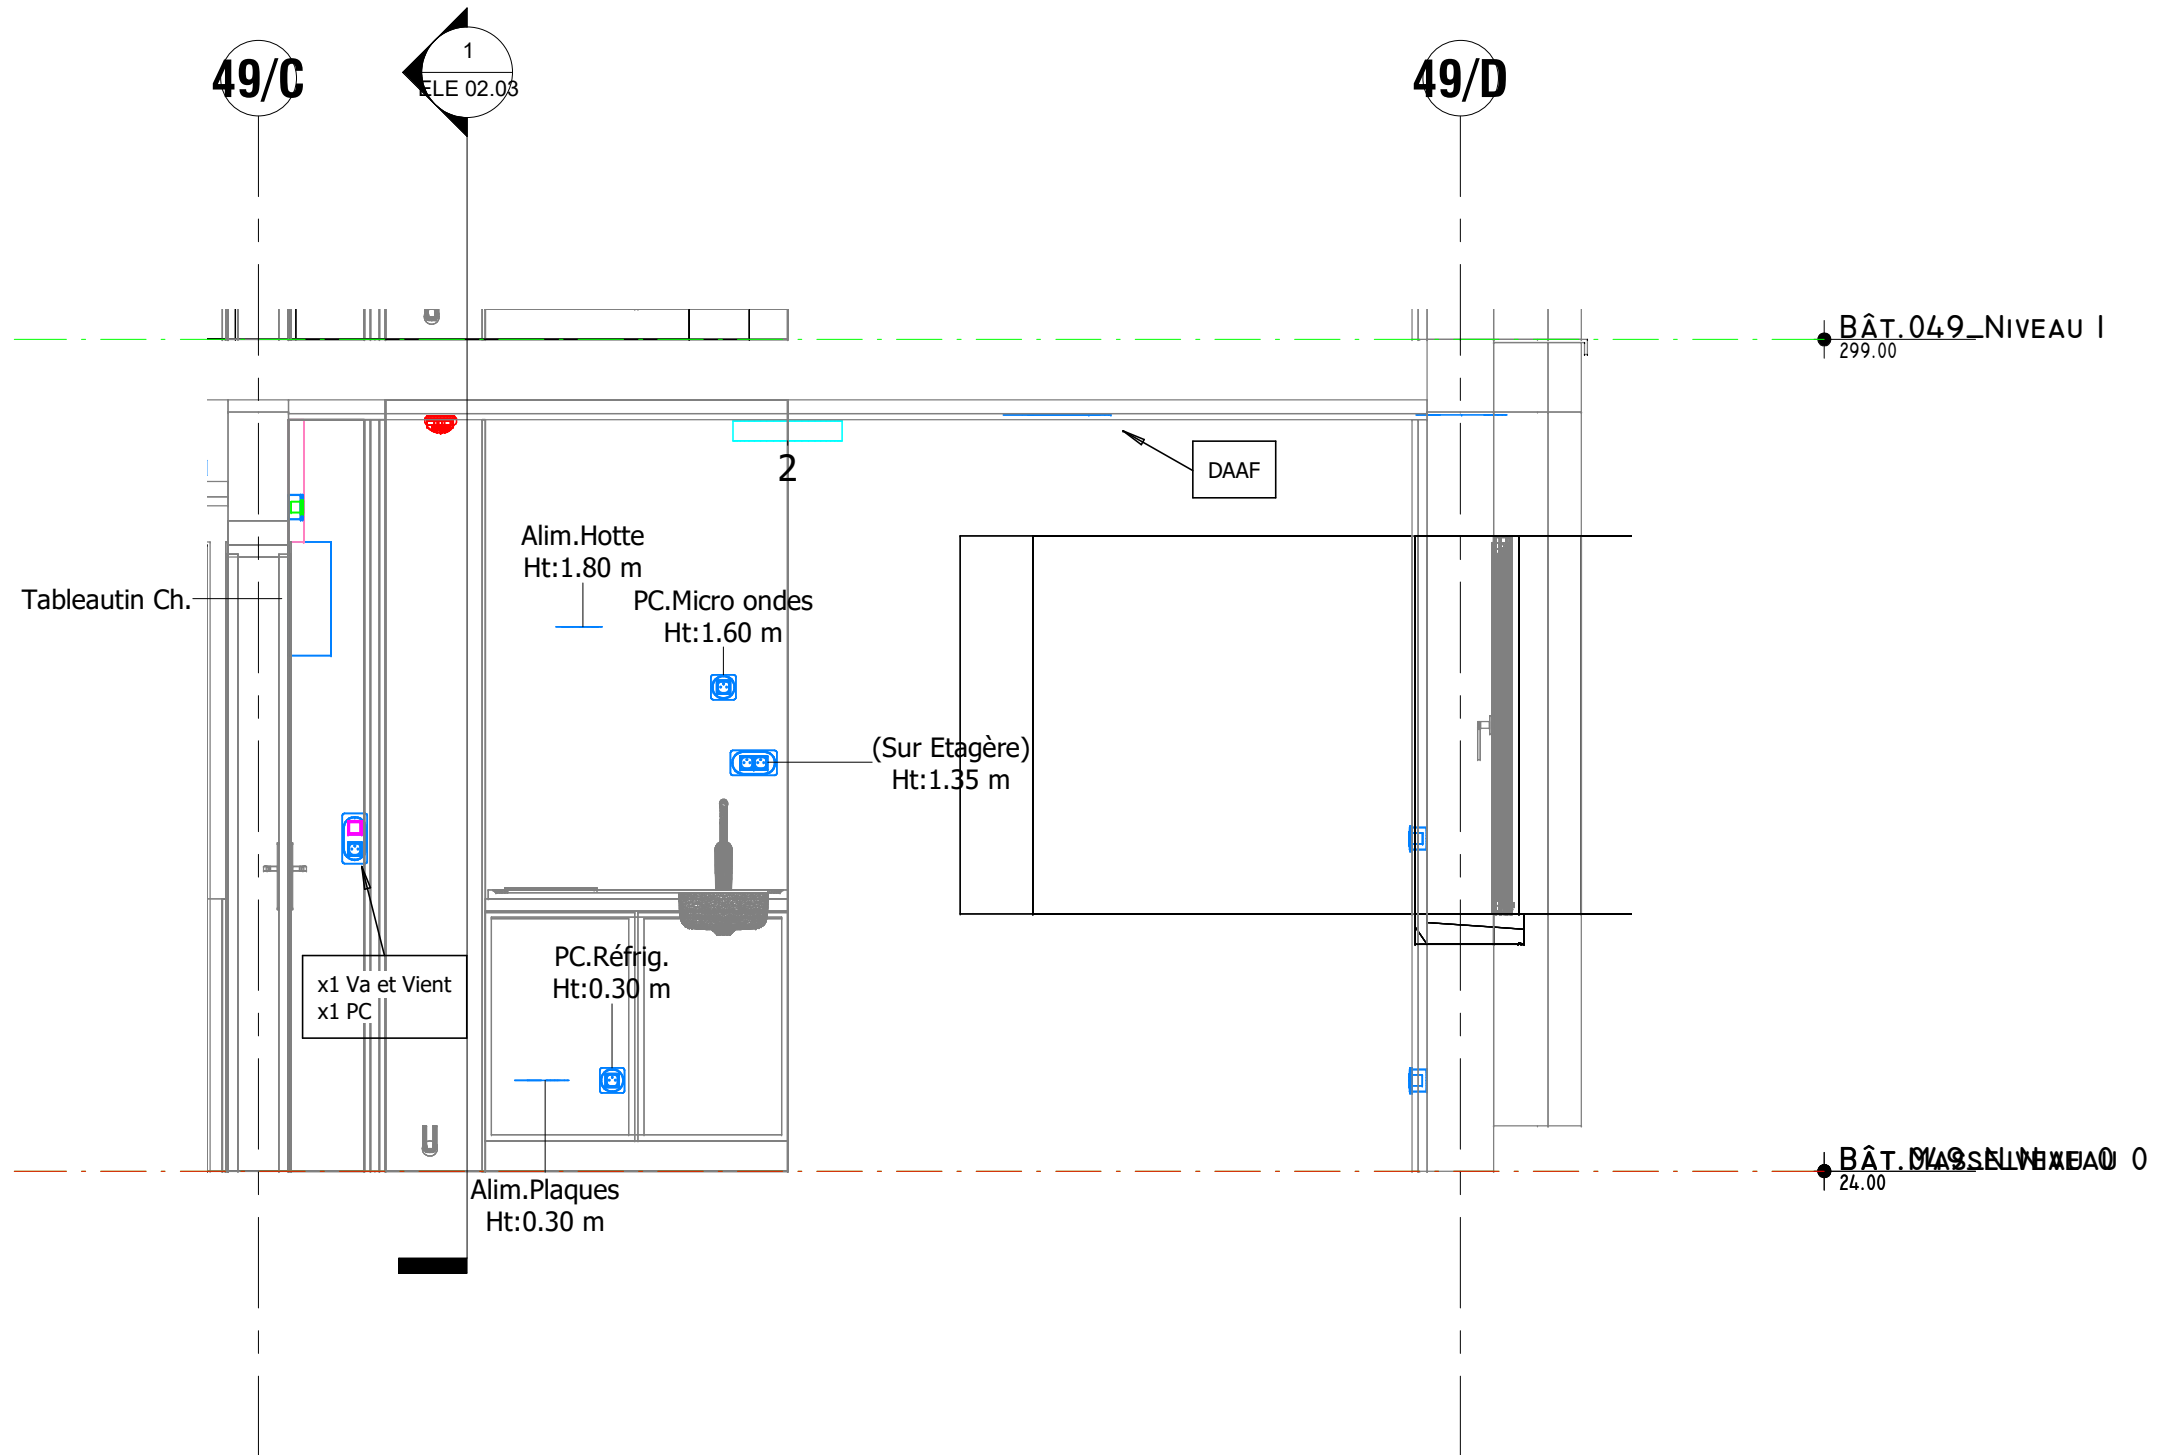 49/C
1
ELE 02.03
49/D
BÂT.049_NIVEAU 1
299.00
2
DAAF
Alim.Hotte
Ht:1.80 m
Tableautin Ch.
PC.Micro ondes
Ht:1.60 m
(Sur Etagère)
Ht:1.35 m
PC.Réfrig.
Ht:0.30 m
x1 Va et Vient
x1 PC
BÂT.
24.00
Alim.Plaques
Ht:0.30 m